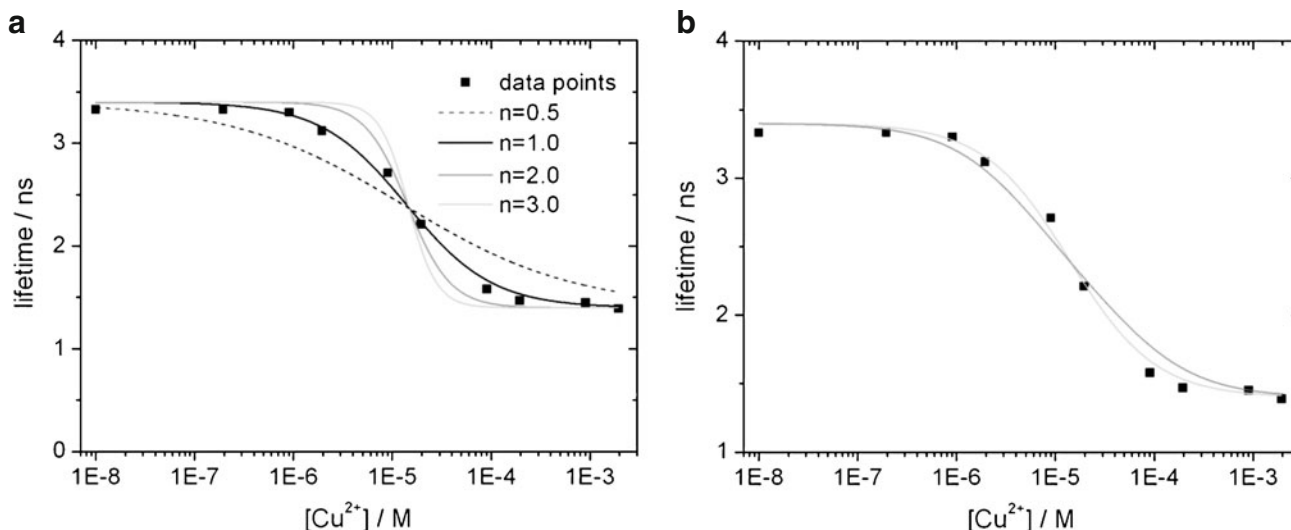 a
4
3
2
1
0
lifetime / ns
data points
n=0.5
n=1.0
n=2.0
n=3.0
1E-8 1E-7 1E-6 1E-5 1E-4 1E-3
[Cu²⁺] / M
b
4
3
2
1
lifetime / ns
1E-8 1E-7 1E-6 1E-5 1E-4 1E-3
[Cu²⁺] / M